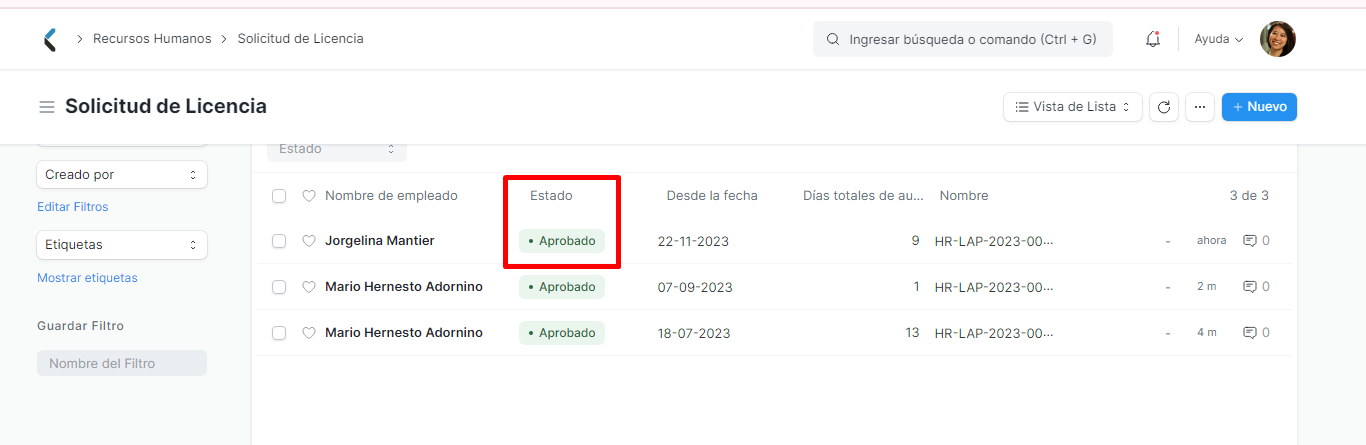 Recursos Humanos Solicitud de Licencia Ingresar búsqueda o comando (Ctrl + G) Ayuda
Solicitud de Licencia Vista de Lista ··· + Nuevo
Estado
Creado por
Editar Filtros
Etiquetas
Mostrar etiquetas
Guardar Filtro
Nombre del Filtro
Nombre de empleado Estado Desde la fecha Días totales de au... Nombre 3 de 3
Jorgelina Mantier Aprobado 22-11-2023 9 HR-LAP-2023-00··· - ahora 0
Mario Hernesto Adornino Aprobado 07-09-2023 1 HR-LAP-2023-00··· - 2 m 0
Mario Hernesto Adornino Aprobado 18-07-2023 13 HR-LAP-2023-00··· - 4 m 0